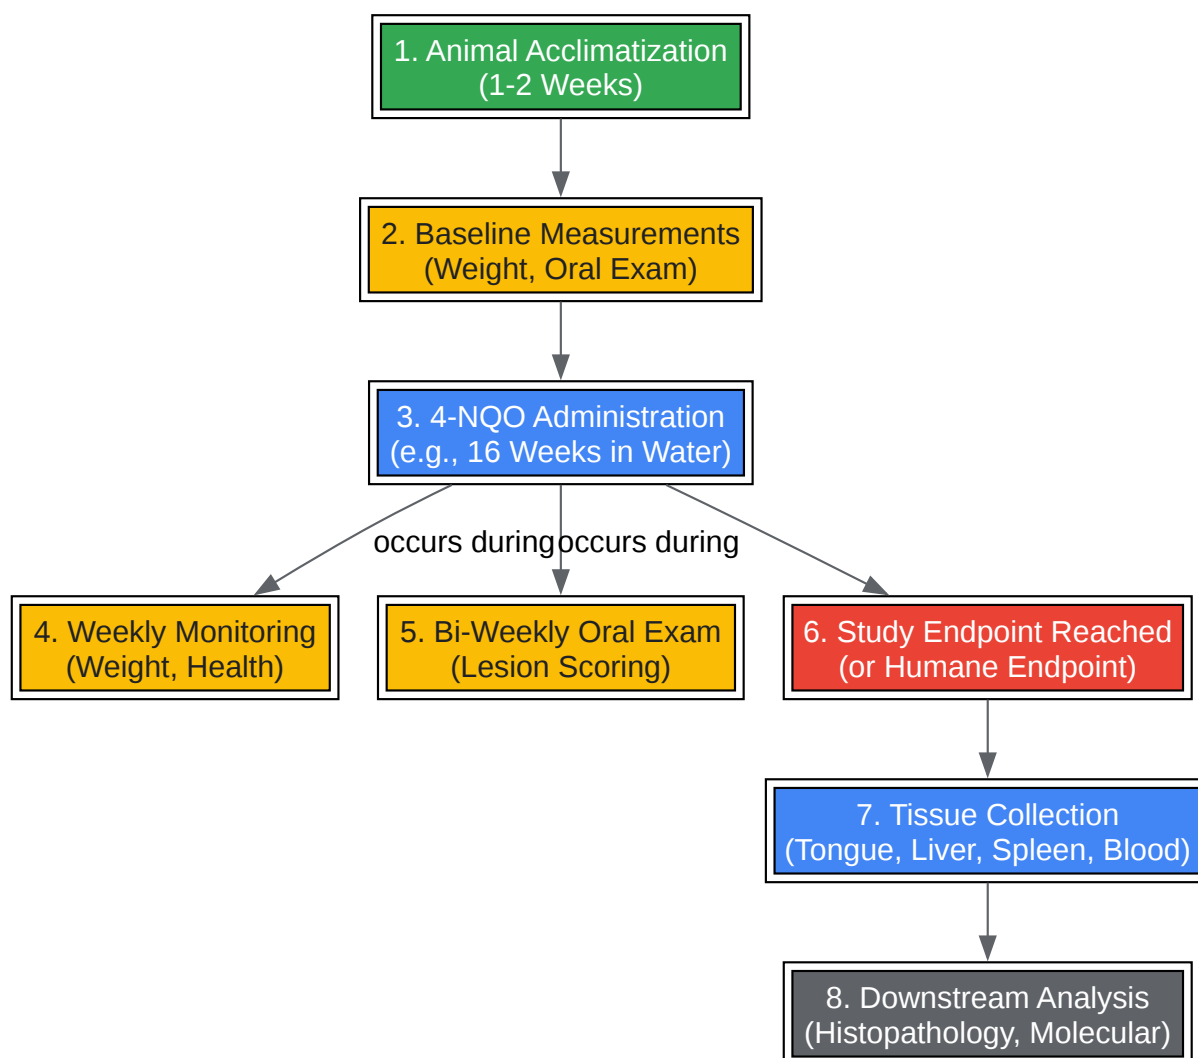 1. Animal Acclimatization
(1-2 Weeks)
2. Baseline Measurements
(Weight, Oral Exam)
3. 4-NQO Administration
(e.g., 16 Weeks in Water)
occurs during
occurs during
4. Weekly Monitoring
(Weight, Health)
5. Bi-Weekly Oral Exam
(Lesion Scoring)
6. Study Endpoint Reached
(or Humane Endpoint)
7. Tissue Collection
(Tongue, Liver, Spleen, Blood)
8. Downstream Analysis
(Histopathology, Molecular)